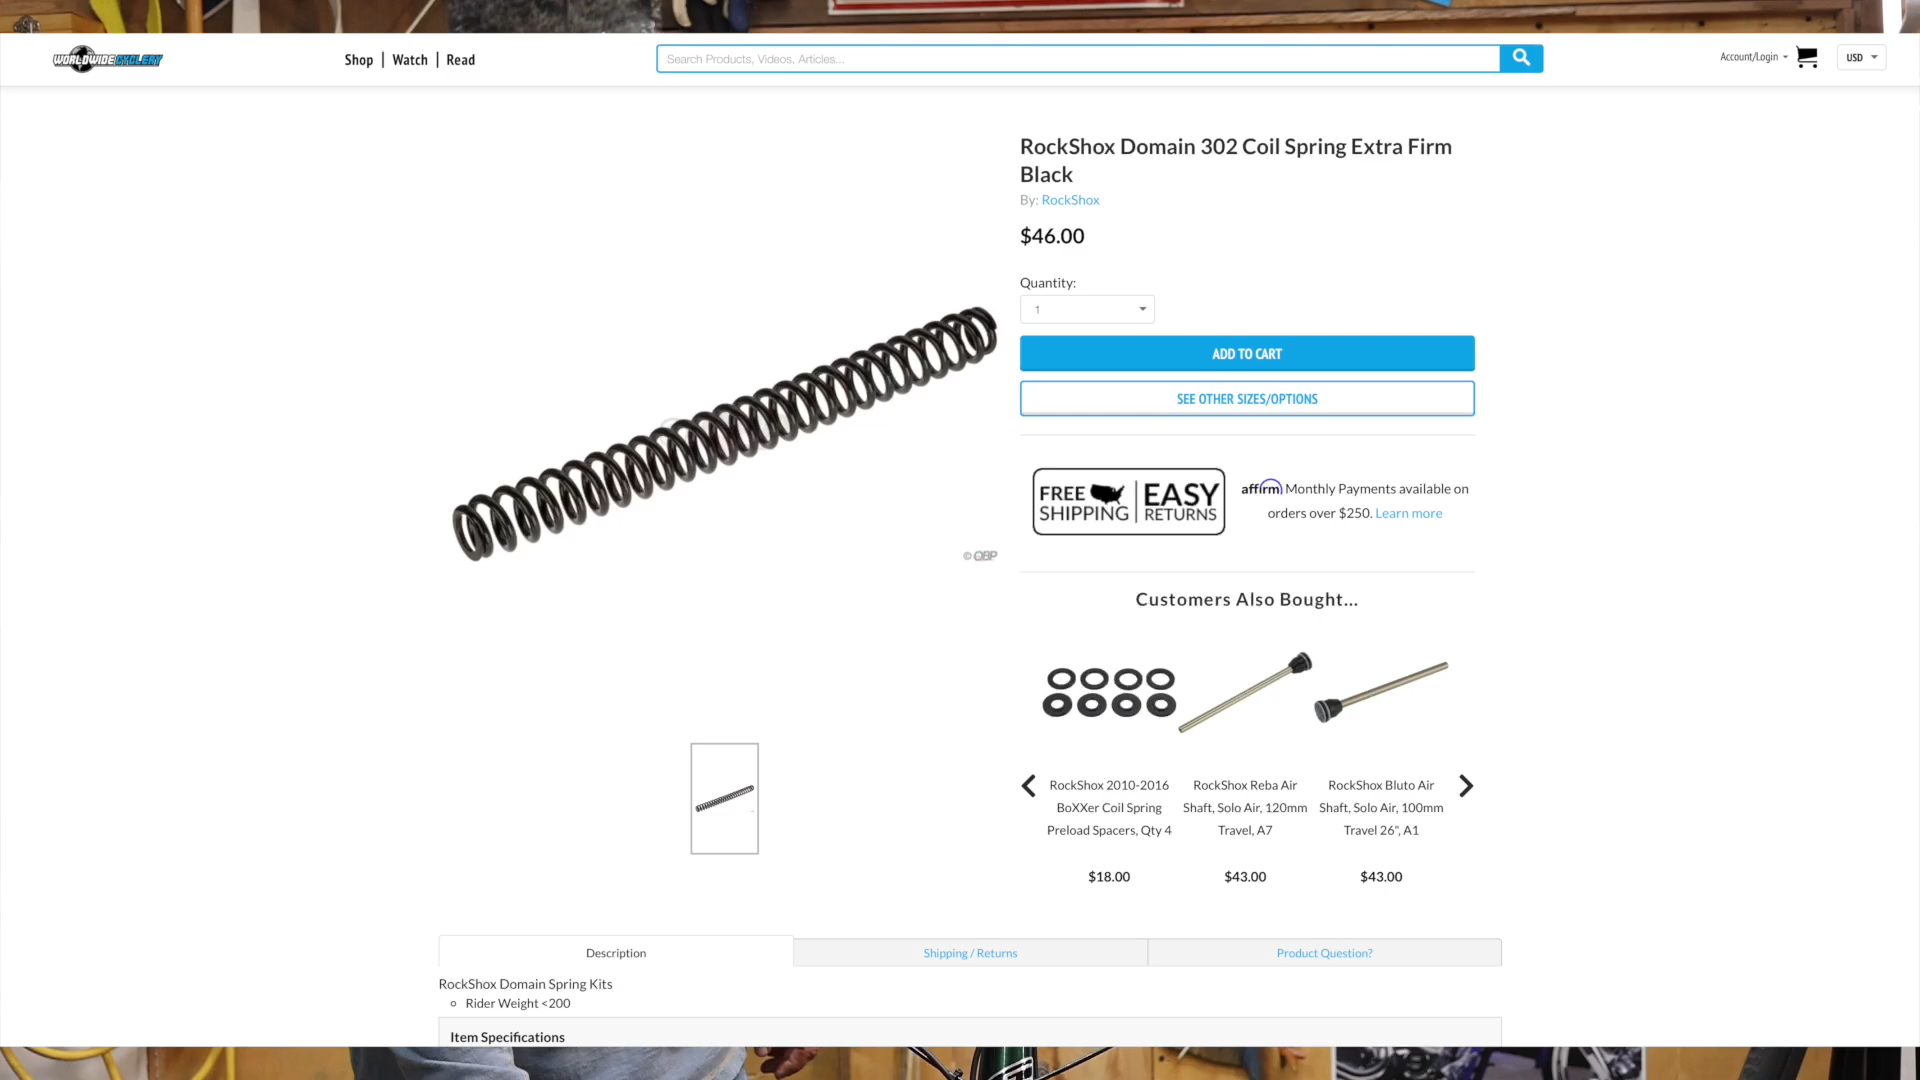 WORLDWIDE CYCLERY
Shop | Watch | Read
Search Products, Videos, Articles...
Account/Login
USD
RockShox Domain 302 Coil Spring Extra Firm
Black
By: RockShox
$46.00
Quantity:
1
ADD TO CART
SEE OTHER SIZES/OPTIONS
FREE SHIPPING | EASY RETURNS
affirm Monthly Payments available on
orders over $250. Learn more
© QBP
Customers Also Bought...
RockShox 2010-2016
BoXXer Coil Spring
Preload Spacers, Qty 4
$18.00
RockShox Reba Air
Shaft, Solo Air, 120mm
Travel, A7
$43.00
RockShox Bluto Air
Shaft, Solo Air, 100mm
Travel 26", A1
$43.00
Description
Shipping / Returns
Product Question?
RockShox Domain Spring Kits
Rider Weight <200
Item Specifications